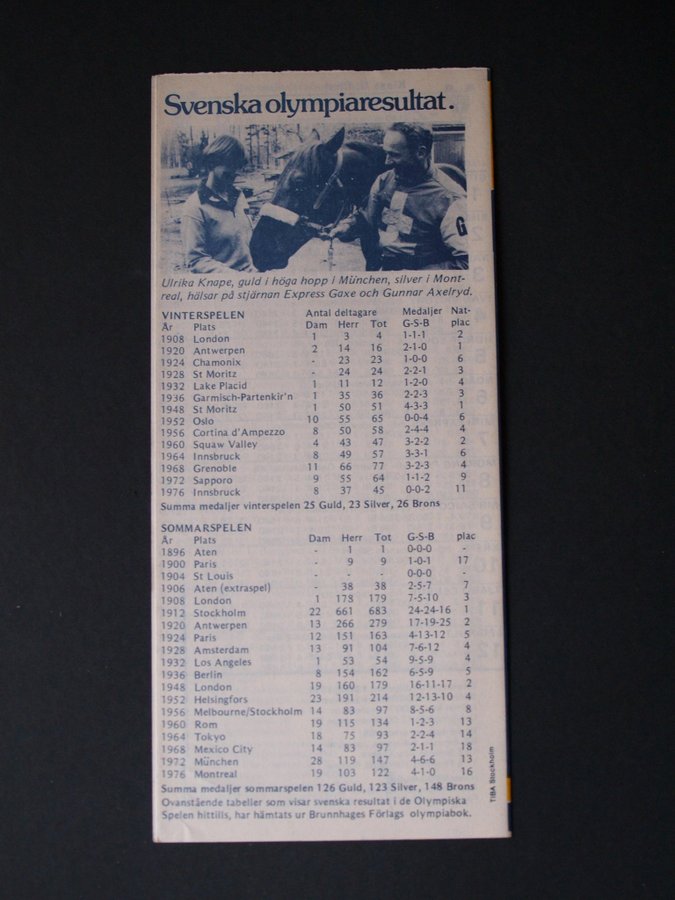 Svenska olympiaresultat.
G
Ulrika Knape, guld i höga hopp i München, silver i Mont-
real, hälsar på stjärnan Express Gaxe och Gunnar Axelryd.
VINTERSPELEN Antal deltagare Medaljer Nat-
År Plats Dam Herr Tot G-S-B plac
1908 London 1 3 4 1-1-1 2
1920 Antwerpen 2 14 16 2-1-0 1
1924 Chamonix - 23 23 1-0-0 6
1928 St Moritz - 24 24 2-2-1 3
1932 Lake Placid 1 11 12 1-2-0 4
1936 Garmisch-Partenkir'n 1 35 36 2-2-3 3
1948 St Moritz 1 50 51 4-3-3 1
1952 Oslo 10 55 65 0-0-4 6
1956 Cortina d'Ampezzo 8 50 58 2-4-4 4
1960 Squaw Valley 4 43 47 3-2-2 2
1964 Innsbruck 8 49 57 3-3-1 6
1968 Grenoble 11 66 77 3-2-3 4
1972 Sapporo 9 55 64 1-1-2 9
1976 Innsbruck 8 37 45 0-0-2 11
Summa medaljer vinterspelen 25 Guld, 23 Silver, 26 Brons
SOMMARSPELEN
År Plats Dam Herr Tot G-S-B plac
1896 Aten - 1 1 0-0-0 -
1900 Paris - 9 9 1-0-1 17
1904 St Louis - - - 0-0-0 -
1906 Aten (extraspel) - 38 38 2-5-7 7
1908 London 1 178 179 7-5-10 3
1912 Stockholm 22 661 683 24-24-16 1
1920 Antwerpen 13 266 279 17-19-25 2
1924 Paris 12 151 163 4-13-12 5
1928 Amsterdam 13 91 104 7-6-12 4
1932 Los Angeles 1 53 54 9-5-9 4
1936 Berlin 8 154 162 6-5-9 5
1948 London 19 160 179 16-11-17 2
1952 Helsingfors 23 191 214 12-13-10 4
1956 Melbourne/Stockholm 14 83 97 8-5-6 8
1960 Rom 19 115 134 1-2-3 13
1964 Tokyo 18 75 93 2-2-4 14
1968 Mexico City 14 83 97 2-1-1 18
1972 München 28 119 147 4-6-6 13
1976 Montreal 19 103 122 4-1-0 16
Summa medaljer sommarspelen 126 Guld, 123 Silver, 148 Brons
Ovanstående tabeller som visar svenska resultat i de Olympiska
Spelen hittills, har hämtats ur Brunnhages Förlags olympiabok.
TIBA Stockholm